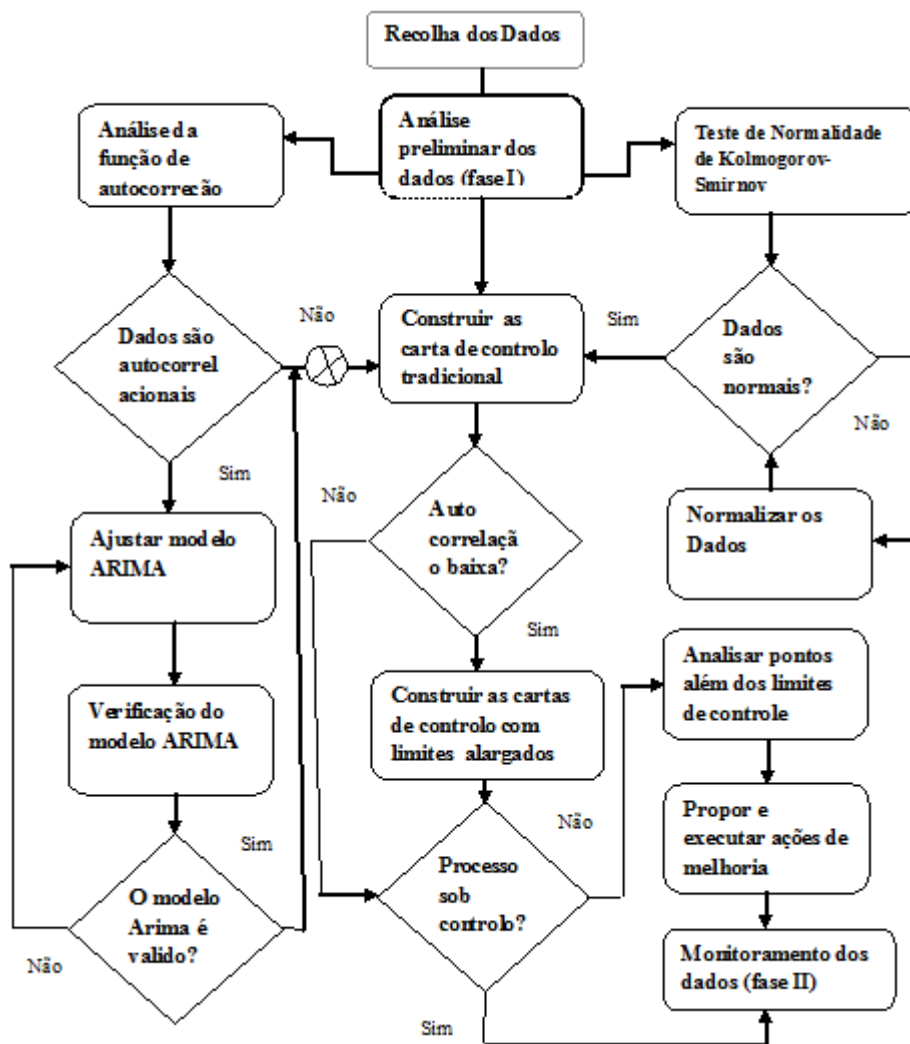 Recolha dos Dados
Análise
preliminar dos
dados (fase I)
Análise da
função de
autocorrecão
Teste de Normalidade
de Kolmogorov-
Smirnov
Dados são
autocorrel
acionais
Não
Construir as
carta de controlo
tradicional
Sim
Dados
são
normais?
Não
Sim
Não
Ajustar modelo
ARIMA
Auto
correlaçã
o baixa?
Normalizar os
Dados
Sim
Verificação do
modelo ARIMA
Construir as cartas
de controlo com
limites alargados
Analisar pontos
além dos limites
de controle
Não
Sim
O modelo
Arima é
valido?
Não
Processo
sob
controlo?
Propor e
executar ações de
melhoria
Monitoramento dos
dados (fase II)
Sim